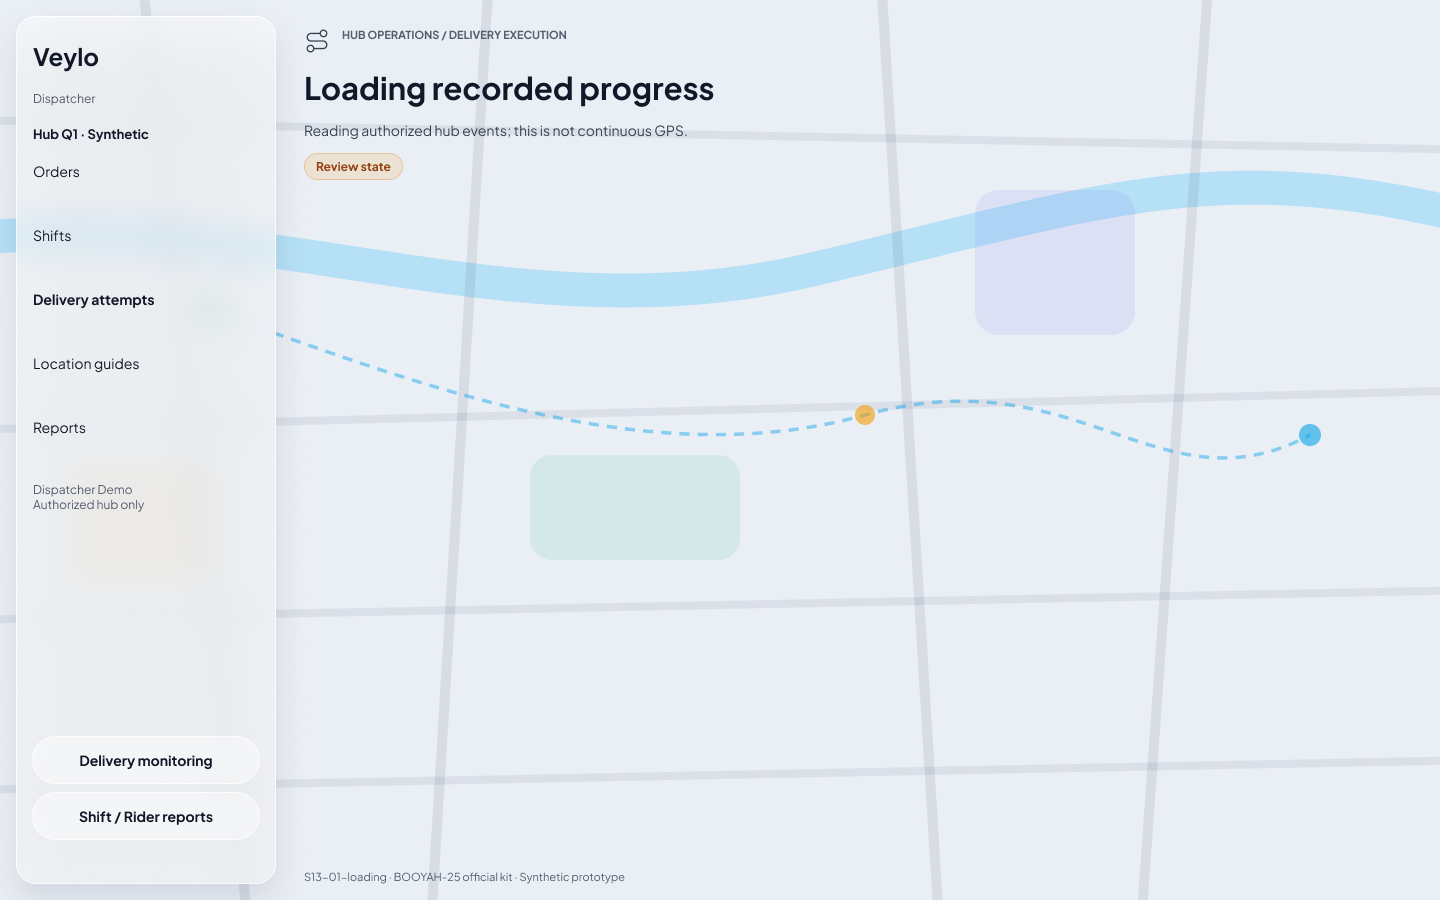 Veylo
Dispatcher
Hub Q1 · Synthetic
Orders
Shifts
Delivery attempts
Location guides
Reports
Dispatcher Demo
Authorized hub only
Delivery monitoring
Shift / Rider reports
HUB OPERATIONS / DELIVERY EXECUTION
Loading recorded progress
Reading authorized hub events; this is not continuous GPS.
Review state
S13-01-loading · BOOYAH-25 official kit · Synthetic prototype